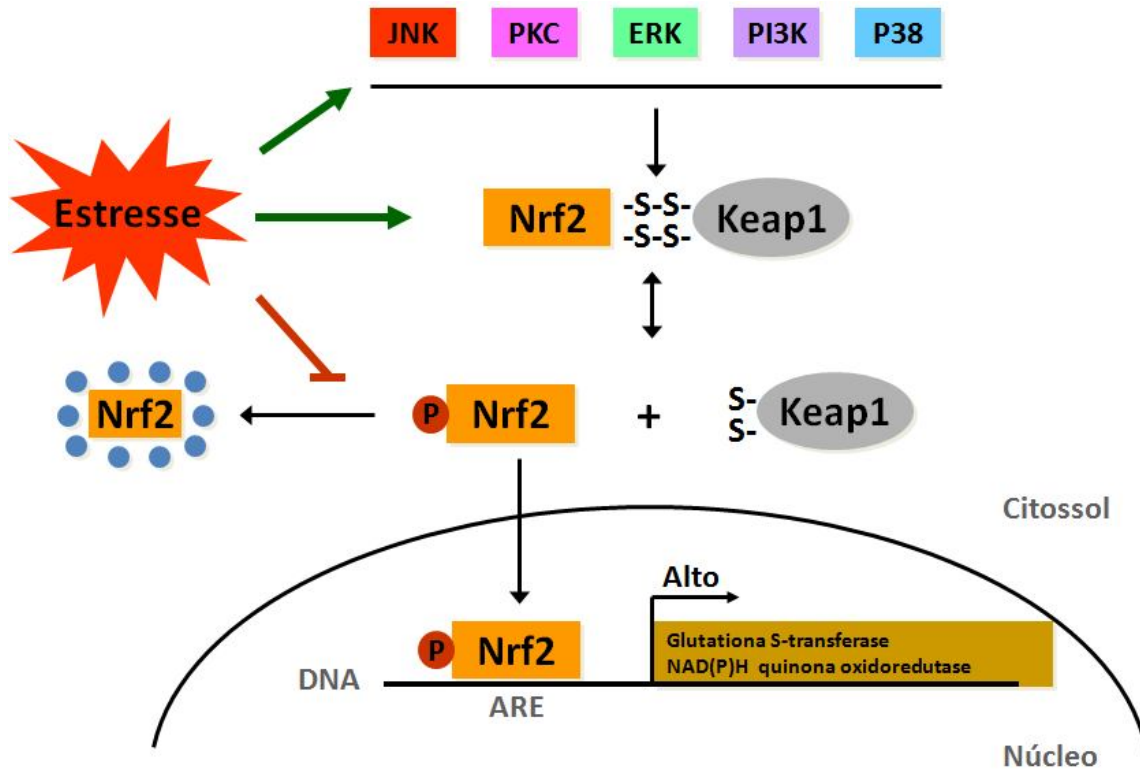 JNK PKC ERK PI3K P38
Estresse
Nrf2 -S-S- Keap1
-S-S-
Nrf2
P Nrf2 + S- Keap1
S-
Citossol
Alto
P Nrf2
Glutationa S-transferase
NAD(P)H quinona oxidoredutase
DNA
ARE
Núcleo